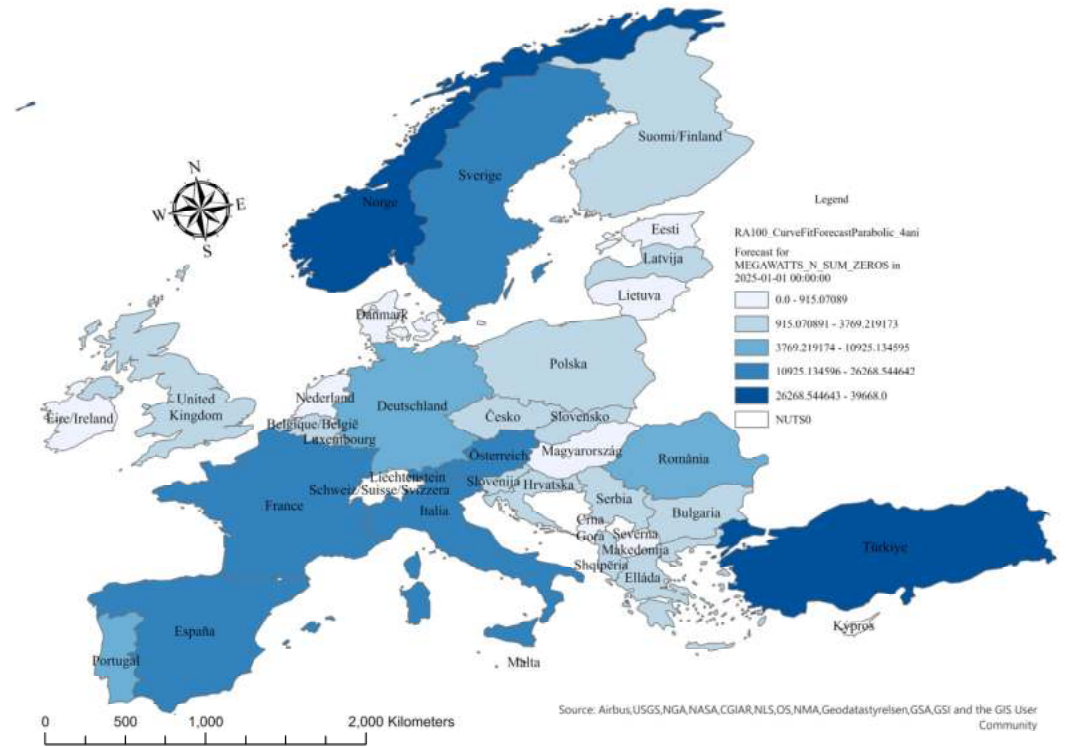 N
W E
S
Suomi/Finland
Sverige
Norge
Eesti
Latvija
Lietuva
Danmark
Éire/Ireland
United
Kingdom
Nederland
Belgique/België
Luxembourg
Deutschland
Polska
Česko
Slovensko
Österreich
Magyarország
România
Liechtenstein
Schweiz/Suisse/Svizzera
Slovenija
Hrvatska
France
Italia
Serbia
Bulgaria
Crna
Gora
Severna
Makedonija
Shqipëria
Elláda
Türkiye
Kýpros
España
Portugal
Malta
Legend
RA100_CurveFitForecastParabolic_4ani
Forecast for
MEGAWATTS_N_SUM_ZEROS in
2025-01-01 00:00:00
0.0 - 915.07089
915.070891 - 3769.219173
3769.219174 - 10925.134595
10925.134596 - 26268.544642
26268.544643 - 39668.0
NUTS0
0 500 1,000 2,000 Kilometers
Source: Airbus,USGS,NGA,NASA,CGIAR,NLS,OS,NMA,Geodatastyrelsen,GSA,GSI and the GIS User
Community